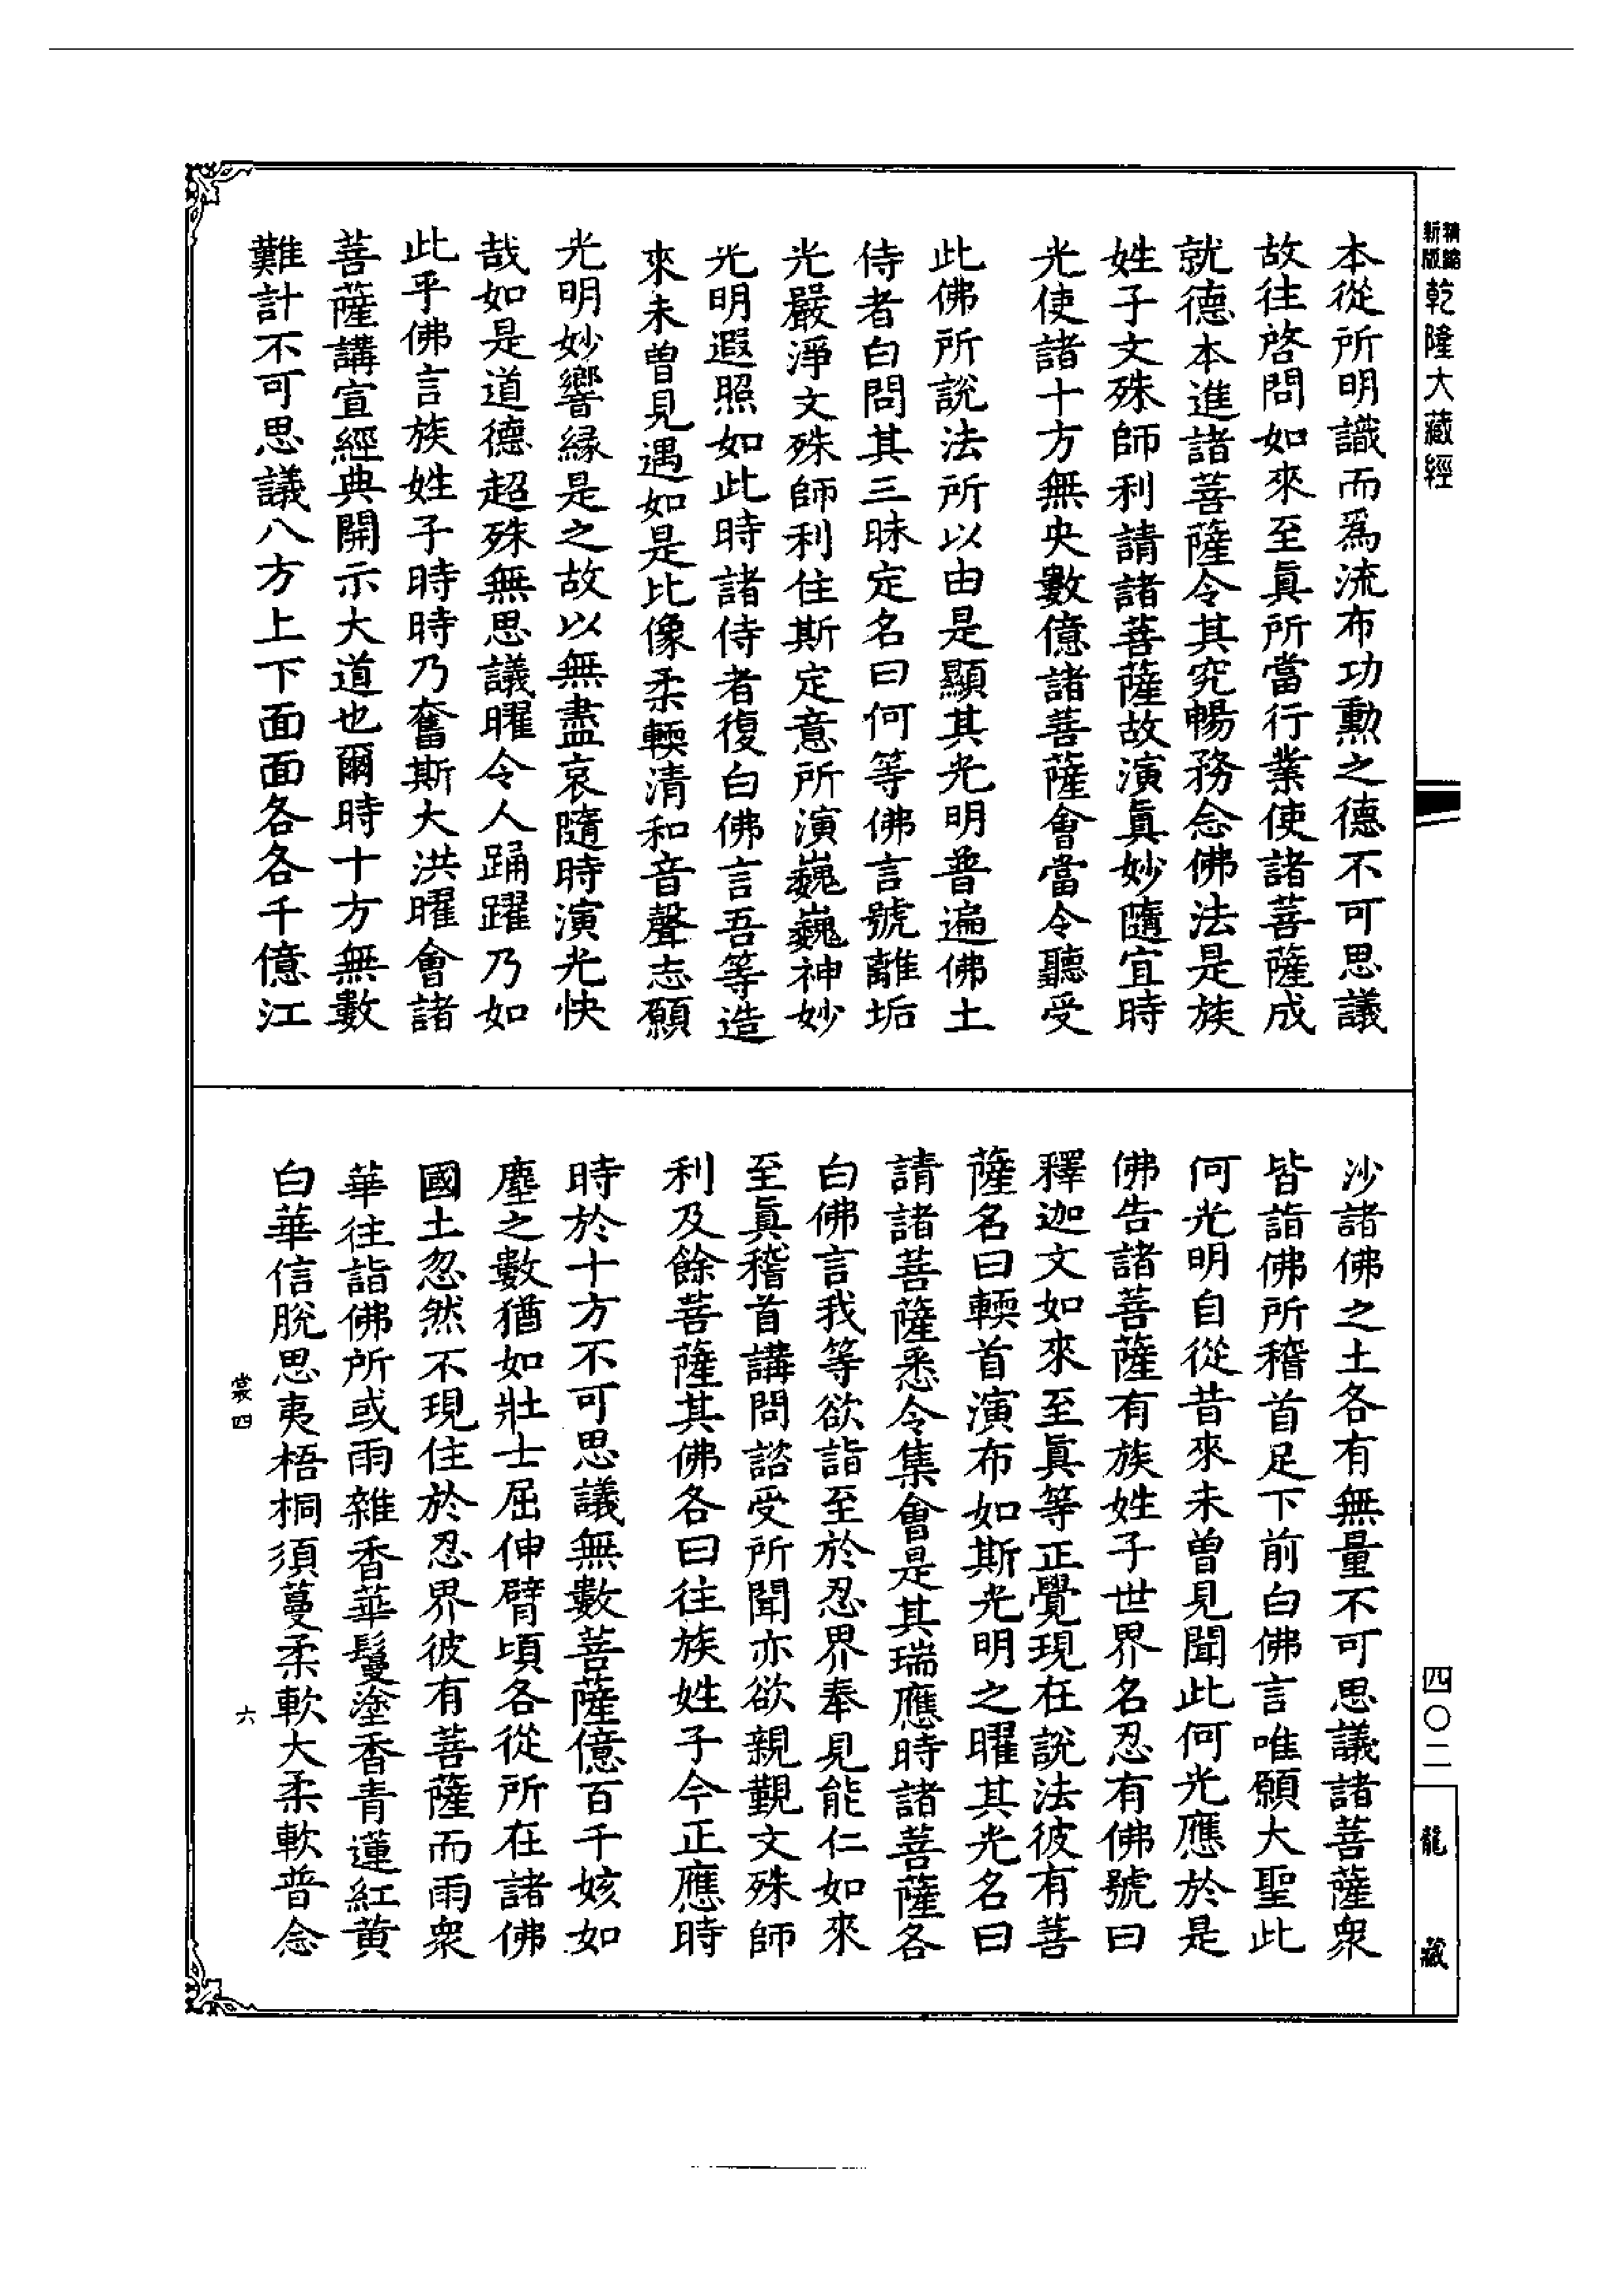 新版精縮乾隆大藏經
四〇二
龍藏
本從所明識而爲流布功勳之德不可思議
故往啓問如來至眞所當行業使諸菩薩成
就德本進諸菩薩令其究暢務念佛法是族
姓子文殊師利請諸菩薩故演眞妙隨宜時
光使諸十方無央數億諸菩薩會當令聽受
此佛所説法所以由是顯其光明普遍佛土
侍者白問其三昧定名曰何等佛言號離垢
光嚴淨文殊師利住斯定意所演巍巍神妙
光明遐照如此時諸侍者復白佛言吾等造
來未曾見遇如是比像柔輭清和音聲志願
光明妙響縁是之故以無盡哀隨時演光快
哉如是道德超殊無思議曜令人踊躍乃如
此乎佛言族姓子時時乃奮斯大洪曜會諸
菩薩講宣經典開示大道也爾時十方無數
難計不可思議八方上下面面各各千億江
沙諸佛之土各有無量不可思議諸菩薩衆
皆詣佛所稽首足下前白佛言唯願大聖此
何光明自從昔來未曾見聞此何光應於是
佛告諸菩薩有族姓子世界名忍有佛號曰
釋迦文如來至眞等正覺現在説法彼有菩
薩名曰輭首演布如斯光明之曜其光名曰
請諸菩薩悉令集會是其瑞應時諸菩薩各
白佛言我等欲詣至於忍界奉見能仁如來
至眞稽首講問諮受所聞亦欲親覲文殊師
利及餘菩薩其佛各曰往族姓子今正應時
時於十方不可思議無數菩薩億百千姟如
塵之數猶如壯士屈伸臂頃各從所在諸佛
國土忽然不現住於忍界彼有菩薩而雨衆
華往詣佛所或雨雜香華鬘塗香青蓮紅黄
白華信脫思夷梧桐須蔓柔軟大柔軟普念
裳四
六